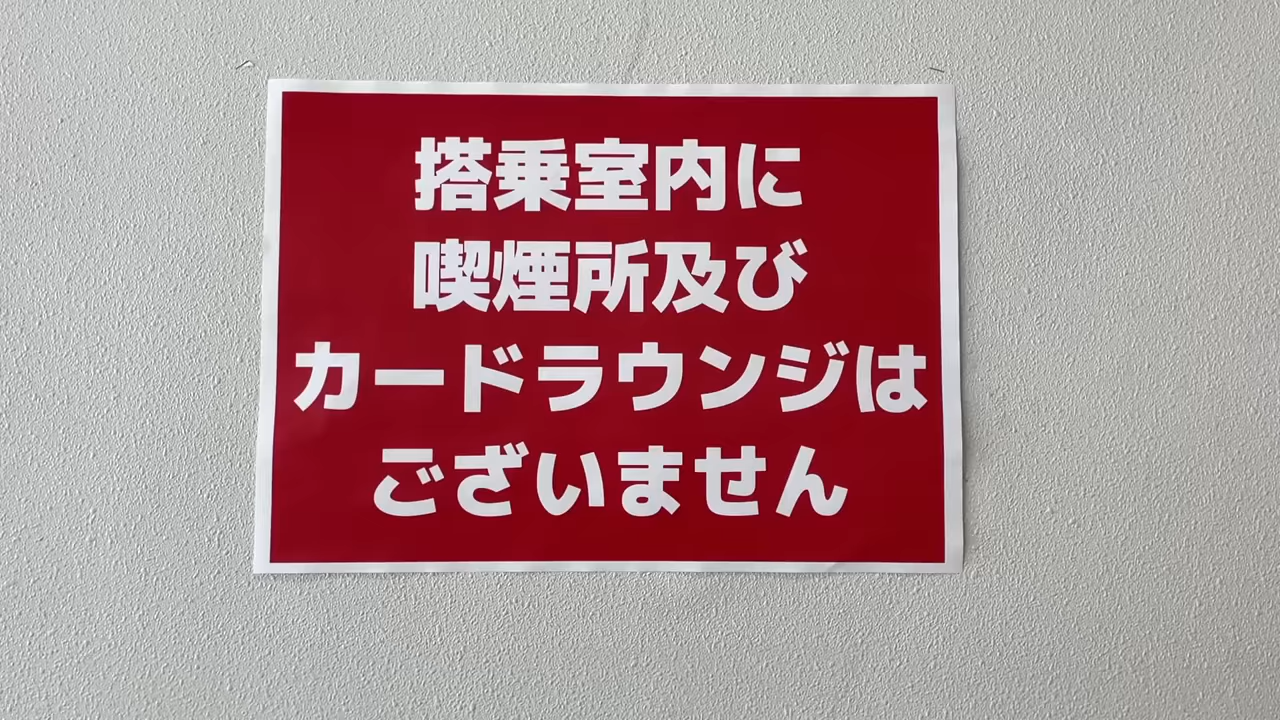 搭乗室内に
喫煙所及び
カードラウンジは
ございません